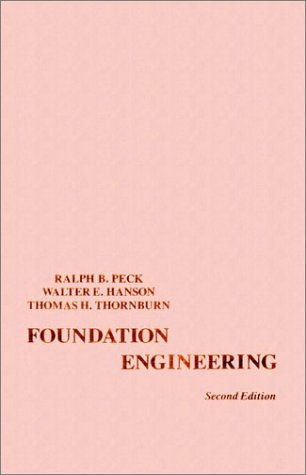 RALPH B. PECK
WALTER E. HANSON
THOMAS H. THORNBURN
FOUNDATION
ENGINEERING
Second Edition